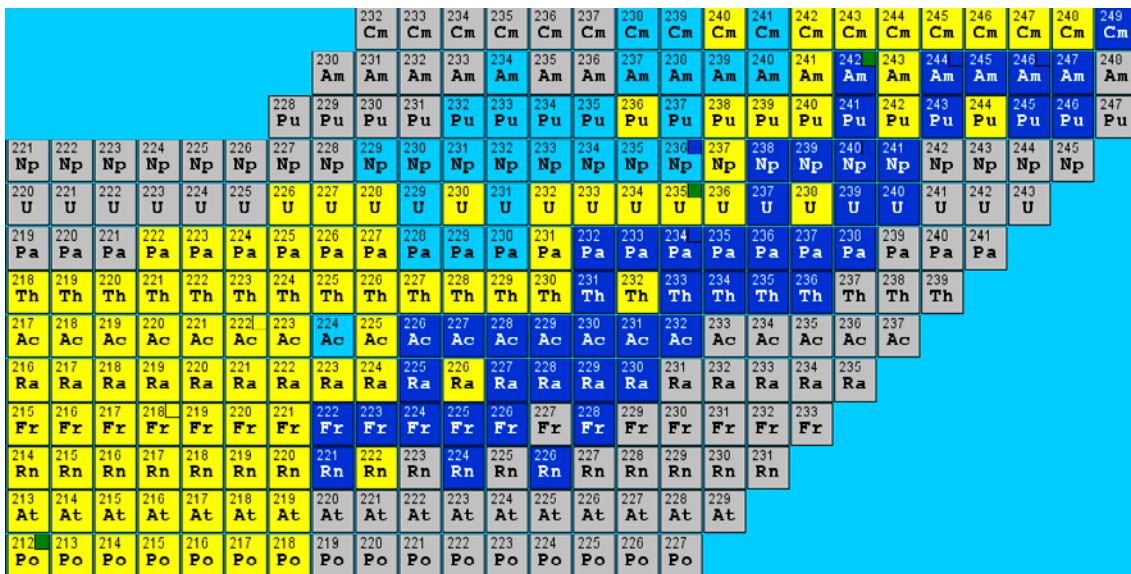 232 233 234 235 236 237 238 239 240 241 242 243 244 245 246 247 248 249
Cm Cm Cm Cm Cm Cm Cm Cm Cm Cm Cm Cm Cm Cm Cm Cm Cm Cm
230 231 232 233 234 235 236 237 238 239 240 241 242 243 244 245 246 247 248
Am Am Am Am Am Am Am Am Am Am Am Am Am Am Am Am Am Am Am
228 229 230 231 232 233 234 235 236 237 238 239 240 241 242 243 244 245 246 247
Pu Pu Pu Pu Pu Pu Pu Pu Pu Pu Pu Pu Pu Pu Pu Pu Pu Pu Pu Pu
221 222 223 224 225 226 227 228 229 230 231 232 233 234 235 236 237 238 239 240 241 242 243 244 245
Np Np Np Np Np Np Np Np Np Np Np Np Np Np Np Np Np Np Np Np Np Np Np Np Np
220 221 222 223 224 225 226 227 228 229 230 231 232 233 234 235 236 237 238 239 240 241 242 243
U U U U U U U U U U U U U U U U U U U U U U U U
219 220 221 222 223 224 225 226 227 228 229 230 231 232 233 234 235 236 237 238 239 240 241
Pa Pa Pa Pa Pa Pa Pa Pa Pa Pa Pa Pa Pa Pa Pa Pa Pa Pa Pa Pa Pa Pa Pa
218 219 220 221 222 223 224 225 226 227 228 229 230 231 232 233 234 235 236 237 238 239
Th Th Th Th Th Th Th Th Th Th Th Th Th Th Th Th Th Th Th Th Th Th
217 218 219 220 221 222 223 224 225 226 227 228 229 230 231 232 233 234 235 236 237
Ac Ac Ac Ac Ac Ac Ac Ac Ac Ac Ac Ac Ac Ac Ac Ac Ac Ac Ac Ac Ac
216 217 218 219 220 221 222 223 224 225 226 227 228 229 230 231 232 233 234 235
Ra Ra Ra Ra Ra Ra Ra Ra Ra Ra Ra Ra Ra Ra Ra Ra Ra Ra Ra Ra
215 216 217 218 219 220 221 222 223 224 225 226 227 228 229 230 231 232 233
Fr Fr Fr Fr Fr Fr Fr Fr Fr Fr Fr Fr Fr Fr Fr Fr Fr Fr Fr
214 215 216 217 218 219 220 221 222 223 224 225 226 227 228 229 230 231
Rn Rn Rn Rn Rn Rn Rn Rn Rn Rn Rn Rn Rn Rn Rn Rn Rn Rn
213 214 215 216 217 218 219 220 221 222 223 224 225 226 227 228 229
At At At At At At At At At At At At At At At At At
212 213 214 215 216 217 218 219 220 221 222 223 224 225 226 227
Po Po Po Po Po Po Po Po Po Po Po Po Po Po Po Po